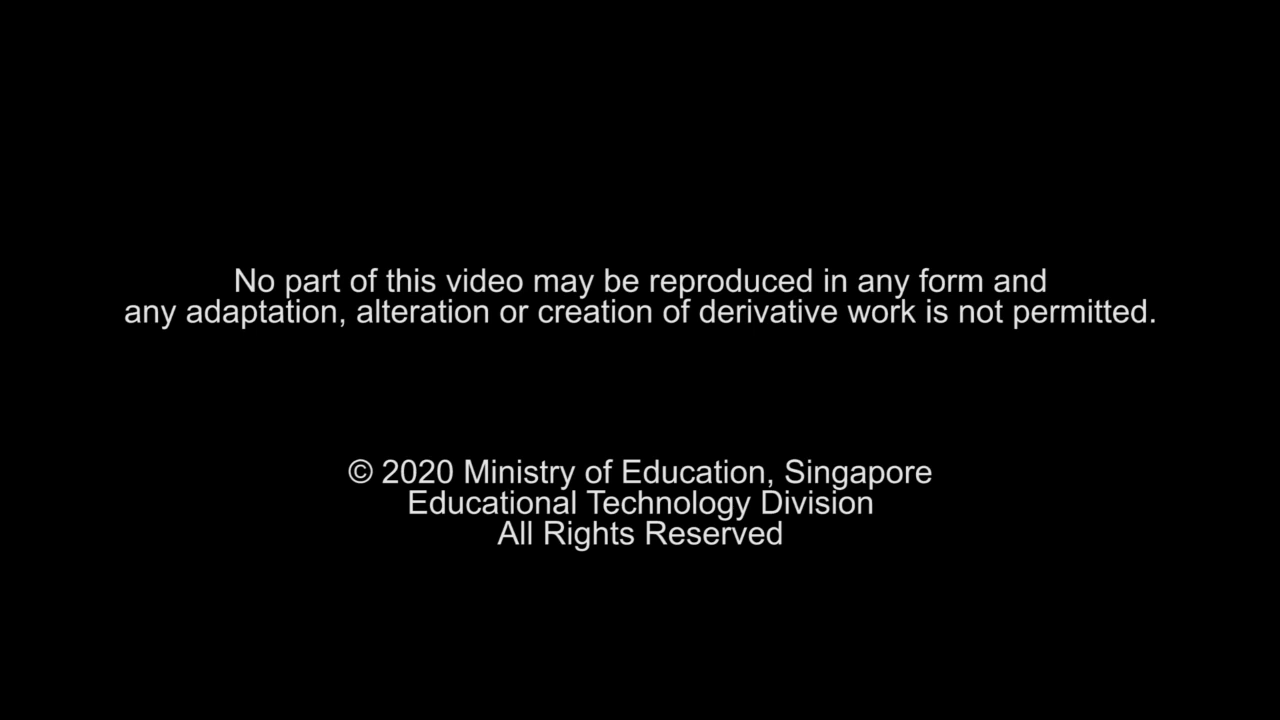 No part of this video may be reproduced in any form and
any adaptation, alteration or creation of derivative work is not permitted.
© 2020 Ministry of Education, Singapore
Educational Technology Division
All Rights Reserved